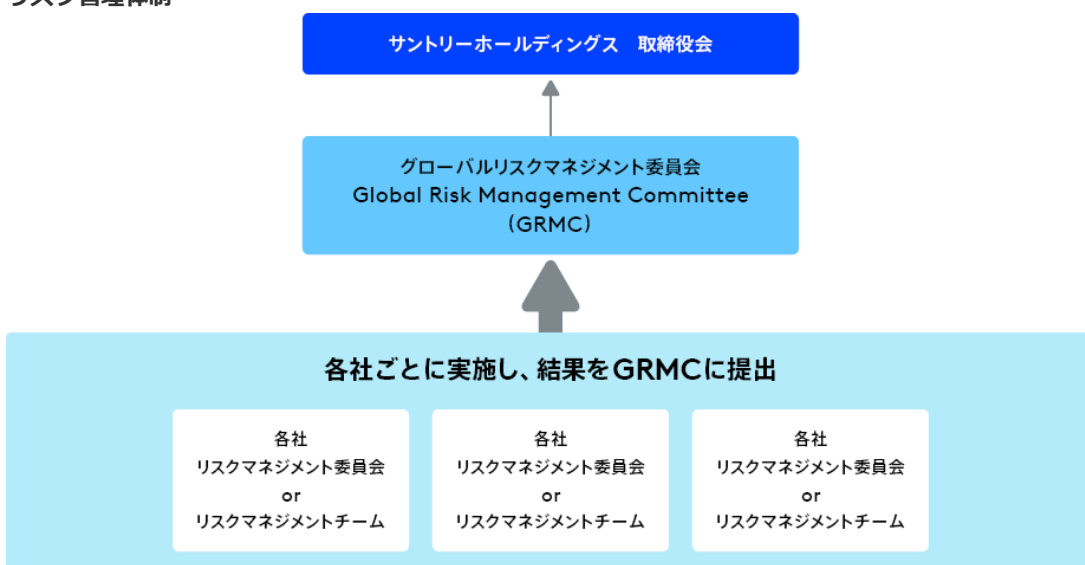 リスク管理体制
サントリーホールディングス　取締役会
グローバルリスクマネジメント委員会
Global Risk Management Committee
(GRMC)
各社ごとに実施し、結果をGRMCに提出
各社
リスクマネジメント委員会
or
リスクマネジメントチーム
各社
リスクマネジメント委員会
or
リスクマネジメントチーム
各社
リスクマネジメント委員会
or
リスクマネジメントチーム